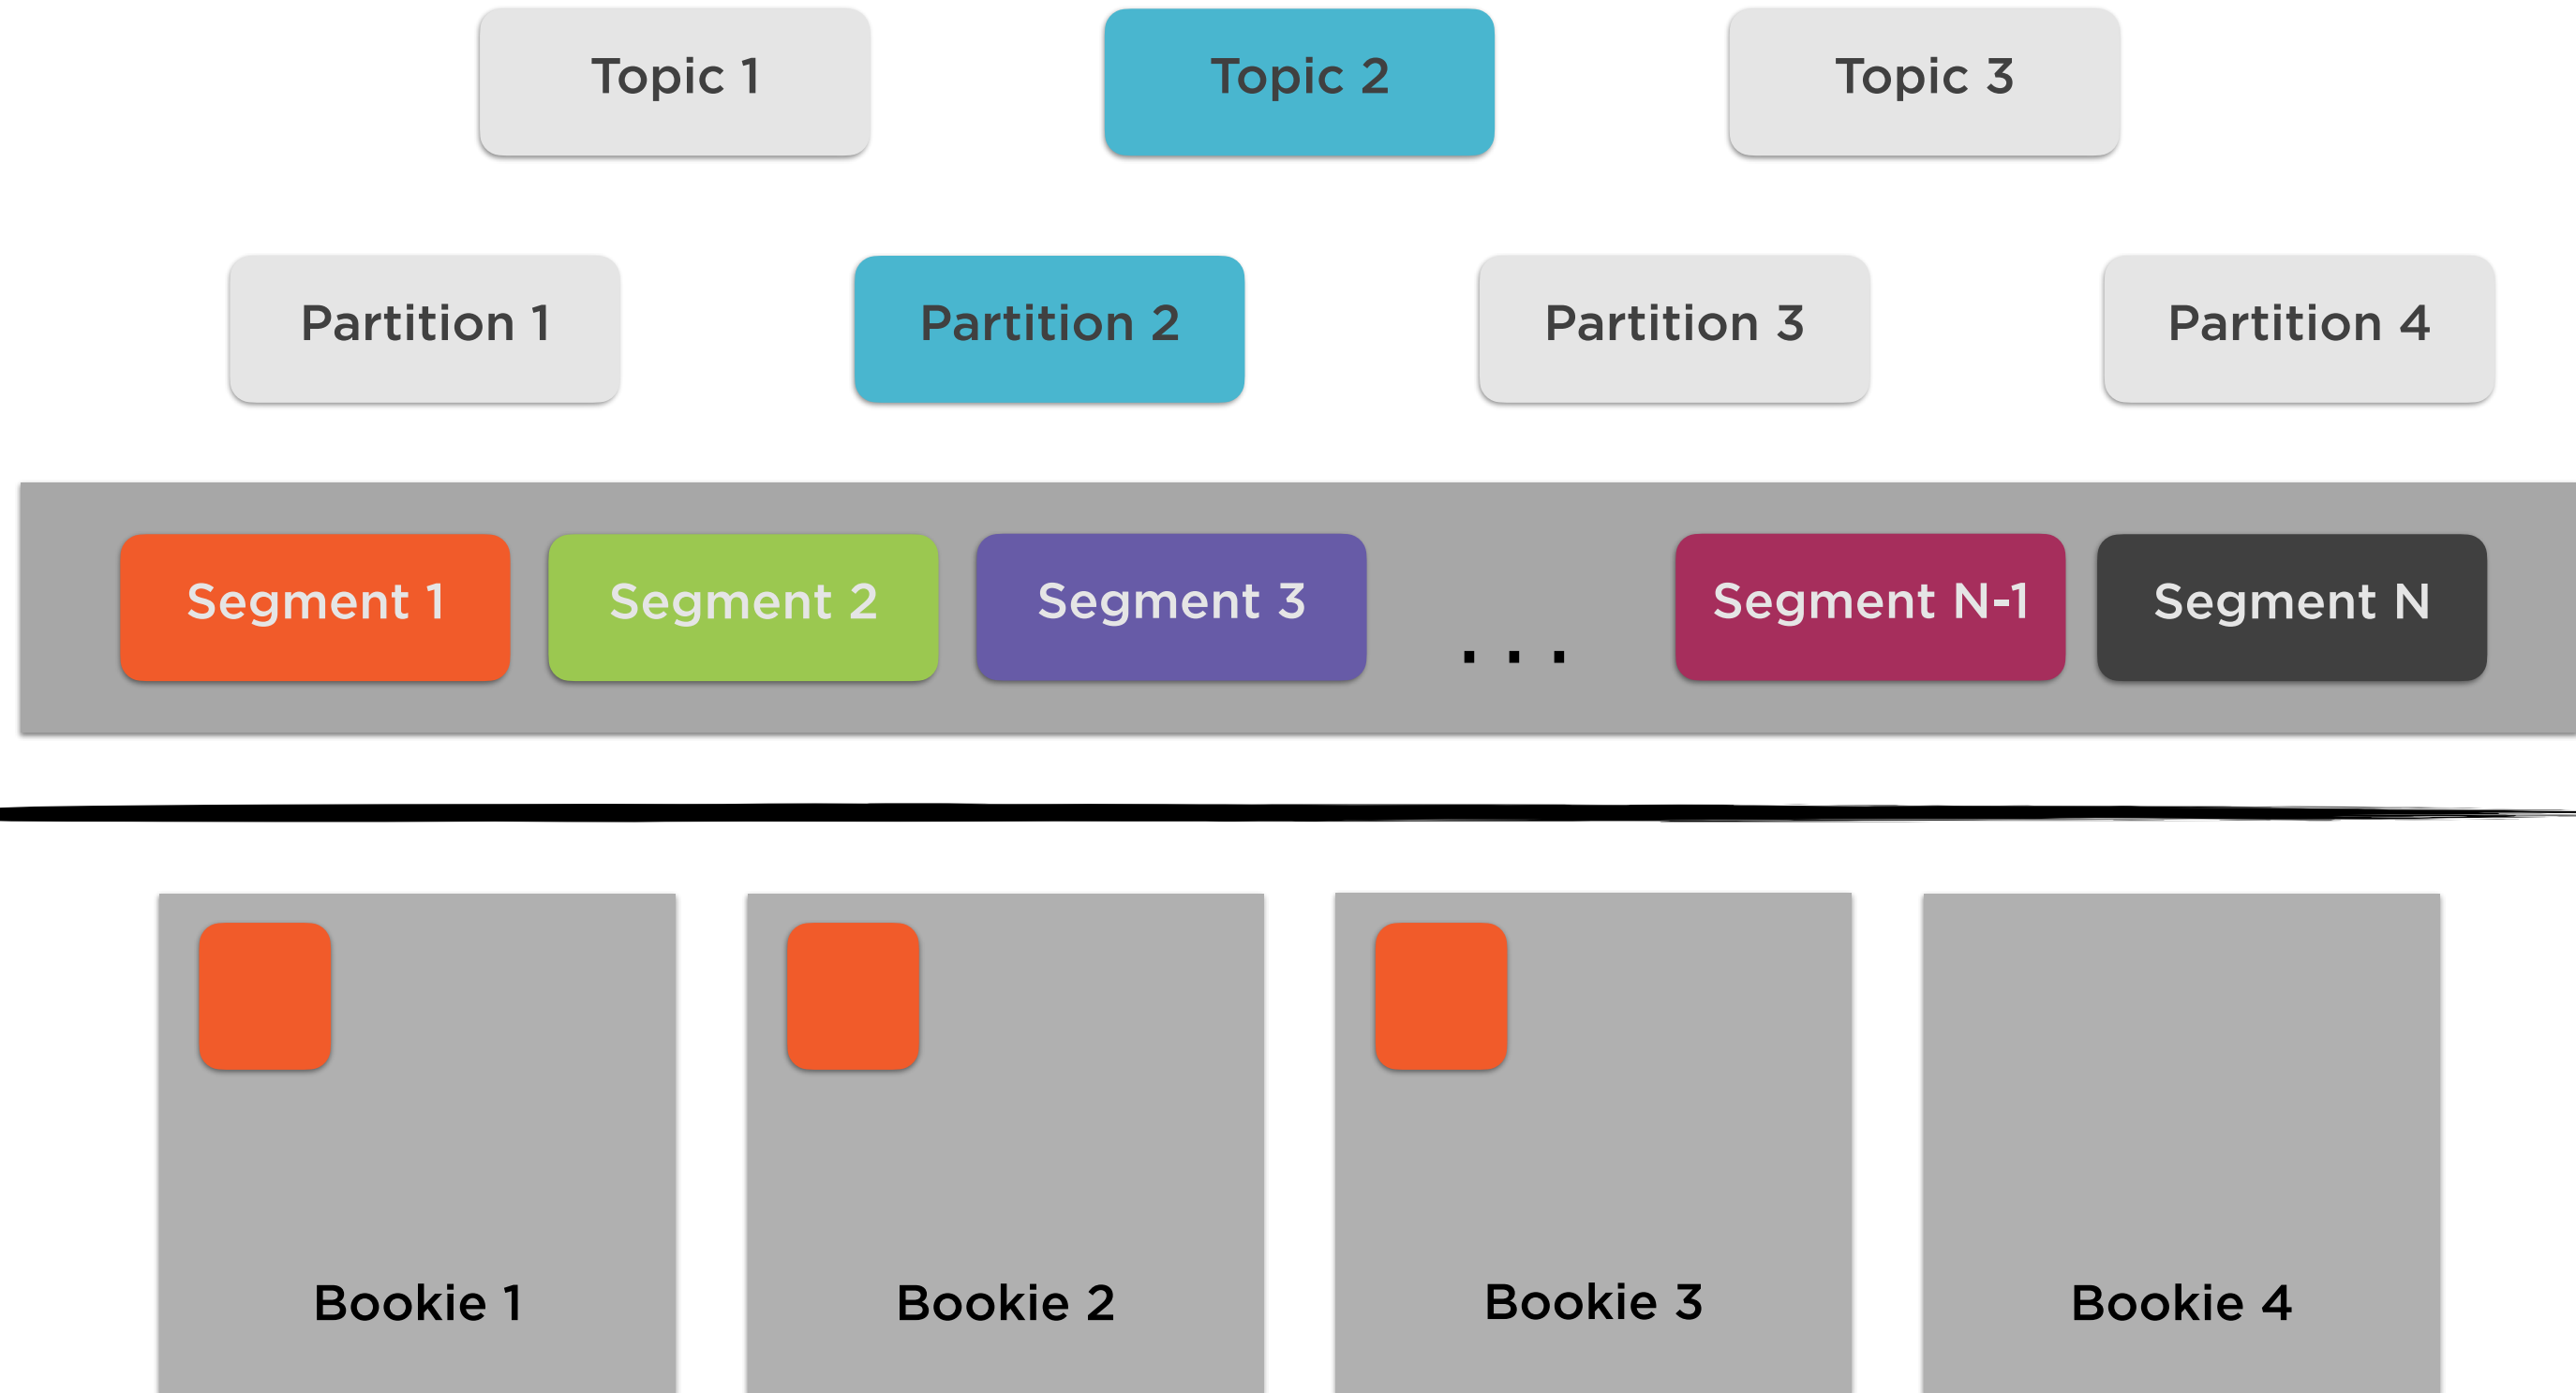 Topic 1
Topic 2
Topic 3
Partition 1
Partition 2
Partition 3
Partition 4
Segment 1
Segment 2
Segment 3
...
Segment N-1
Segment N
Bookie 1
Bookie 2
Bookie 3
Bookie 4